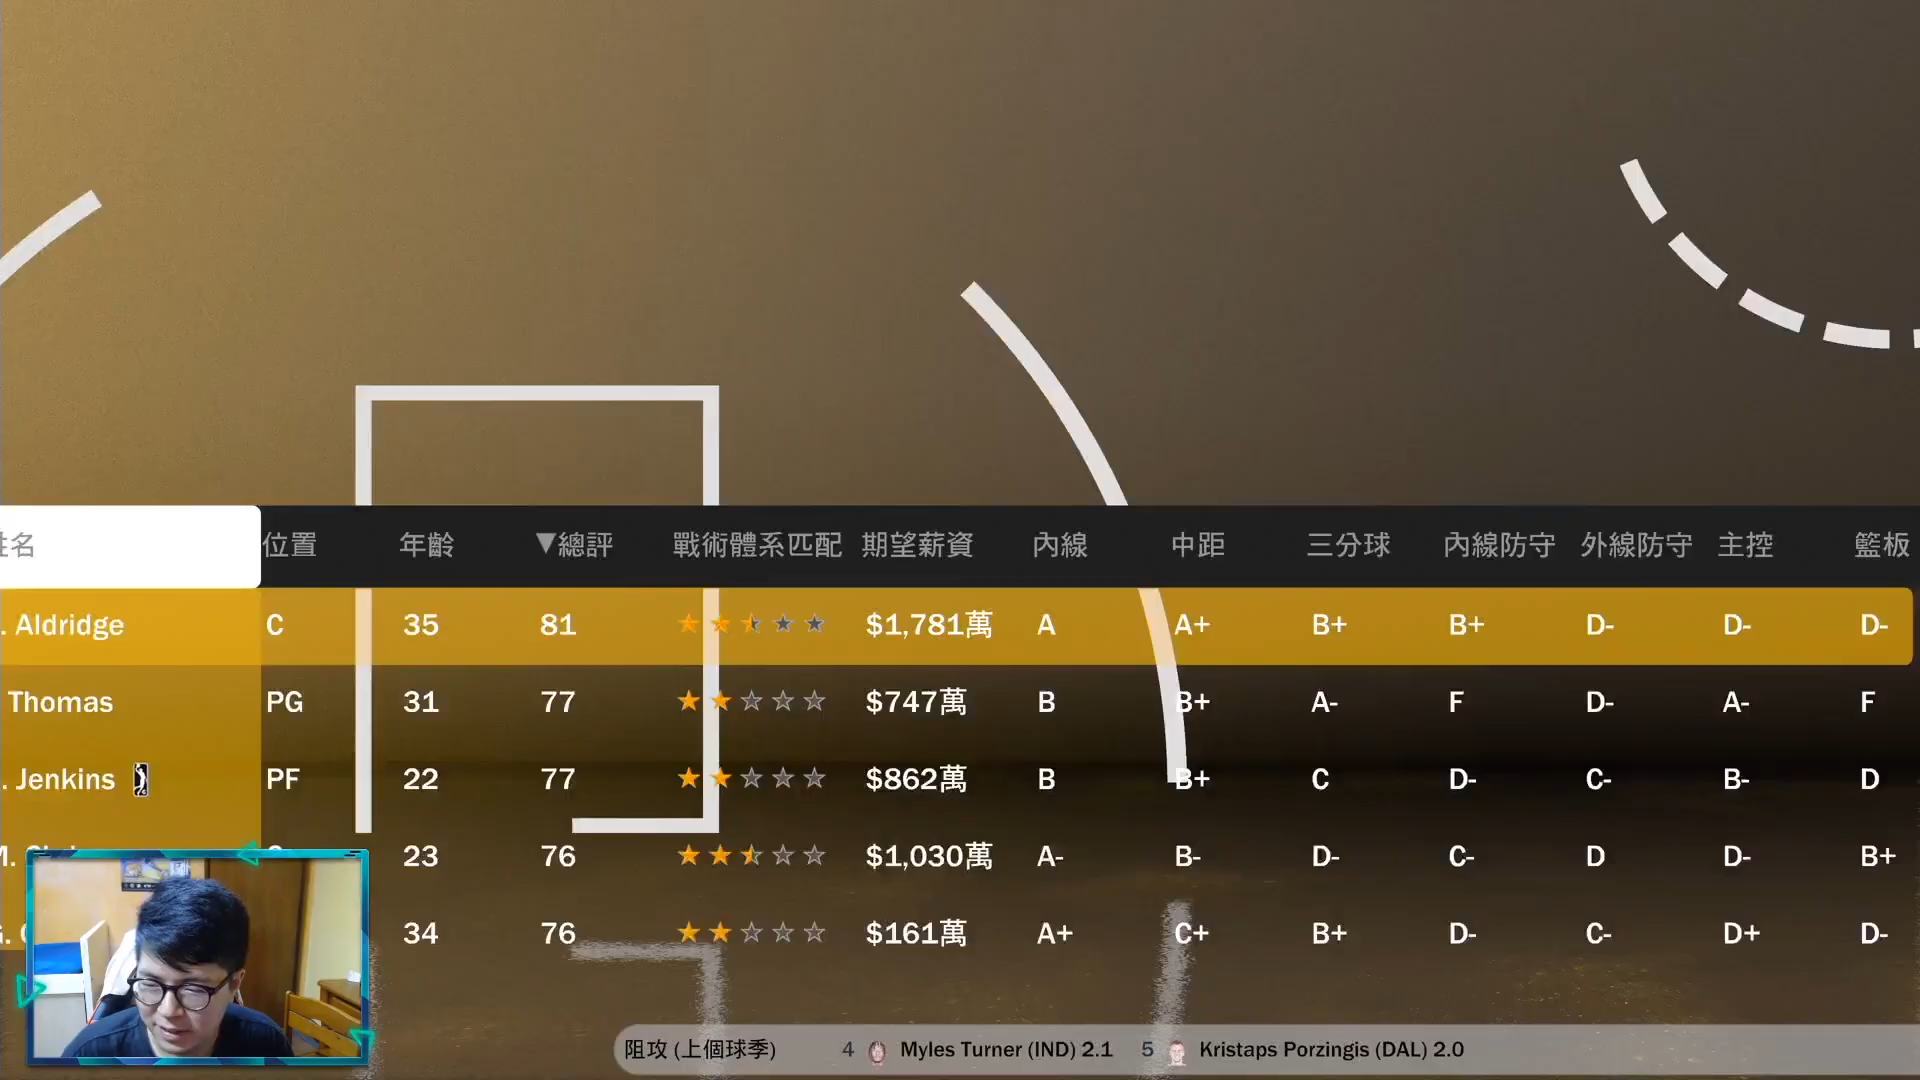 姓名 位置 年齡 ▼總評 戰術體系匹配 期望薪資 內線 中距 三分球 內線防守 外線防守 主控 籃板
. Aldridge C 35 81 $1,781萬 A A+ B+ B+ D- D- D-
Thomas PG 31 77 $747萬 B B+ A- F D- A- F
. Jenkins PF 22 77 $862萬 B B+ C D- C- B- D
M. 23 76 $1,030萬 A- B- D- C- D D- B+
34 76 $161萬 A+ C+ B+ D- C- D+ D-
阻攻 (上個球季) 4 Myles Turner (IND) 2.1 5 Kristaps Porzingis (DAL) 2.0